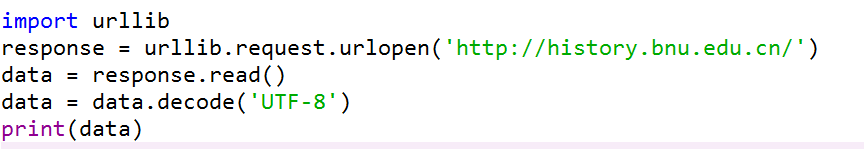 import urllib
response = urllib.request.urlopen('http://history.bnu.edu.cn/')
data = response.read()
data = data.decode('UTF-8')
print(data)